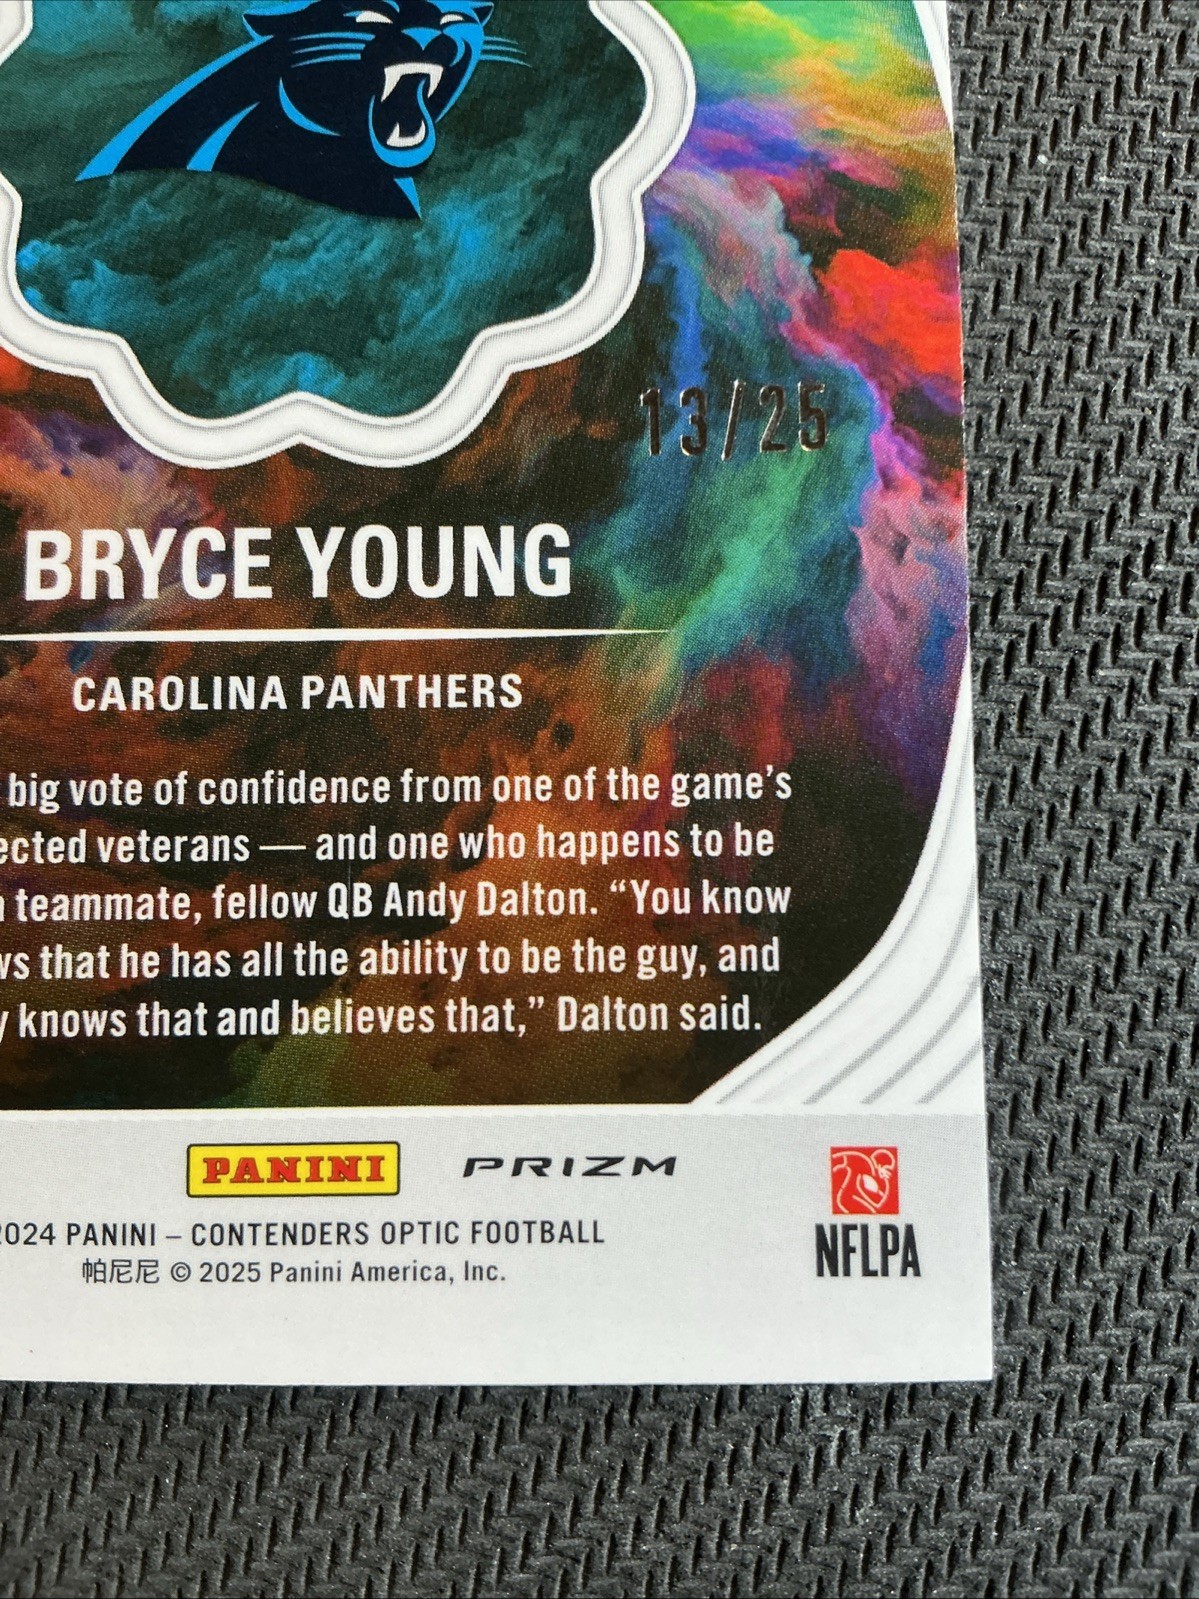 13/25
BRYCE YOUNG
CAROLINA PANTHERS
big vote of confidence from one of the game's
ected veterans — and one who happens to be
teammate, fellow QB Andy Dalton. “You know
ws that he has all the ability to be the guy, and
y knows that and believes that,” Dalton said.
PANINI PRIZM
2024 PANINI – CONTENDERS OPTIC FOOTBALL
帕尼尼 © 2025 Panini America, Inc.
NFLPA